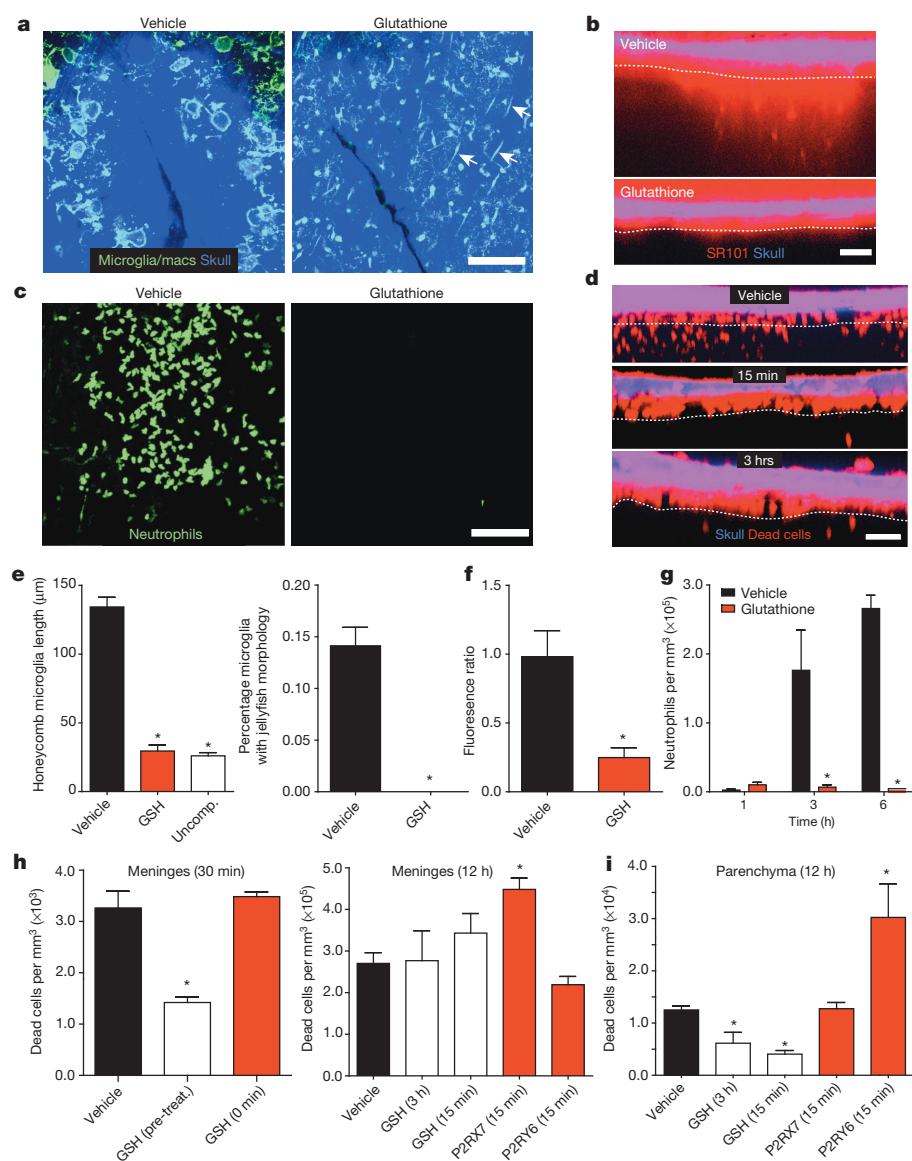 a
Vehicle
Glutathione
Microglia/macs Skull
b
Vehicle
Glutathione
SR101 Skull
c
Vehicle
Glutathione
Neutrophils
d
Vehicle
15 min
3 hrs
Skull Dead cells
e
Honeycomb microglia length (μm)
150
100
50
0
Vehicle
GSH
Uncomp.
*
*
Percentage microglia
with jellyfish morphology
0.20
0.15
0.10
0.05
0.00
Vehicle
GSH
*
f
Fluoresence ratio
1.5
1.0
0.5
0.0
Vehicle
GSH
*
g
Neutrophils per mm³ (×10⁵)
3.0
2.0
1.0
0
Vehicle
Glutathione
*
*
1
3
6
Time (h)
h
Meninges (30 min)
Dead cells per mm³ (×10³)
4.0
3.0
2.0
1.0
0.0
*
Vehicle
GSH (pre-treat.)
GSH (0 min)
Meninges (12 h)
Dead cells per mm³ (×10⁵)
5.0
4.0
3.0
2.0
1.0
0.0
*
Vehicle
GSH (3 h)
GSH (15 min)
P2RX7 (15 min)
P2RY6 (15 min)
i
Parenchyma (12 h)
Dead cells per mm³ (×10⁴)
4.0
3.0
2.0
1.0
0.0
*
*
*
Vehicle
GSH (3 h)
GSH (15 min)
P2RX7 (15 min)
P2RY6 (15 min)